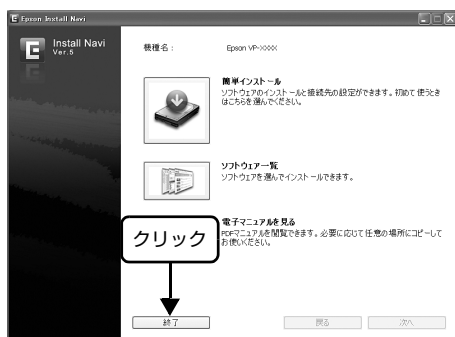 Epson Install Navi
Install Navi
Ver.5
機種名：
Epson VP-XXXX
簡単インストール
ソフトウェアのインストールと接続先の設定ができます。初めて使うとき
はこちらを選んでください。
ソフトウェア一覧
ソフトウェアを選んでインストールできます。
電子マニュアルを見る
PDFマニュアルを閲覧できます。必要に応じて任意の場所にコピーして
お使いください。
クリック
終了
戻る
次へ